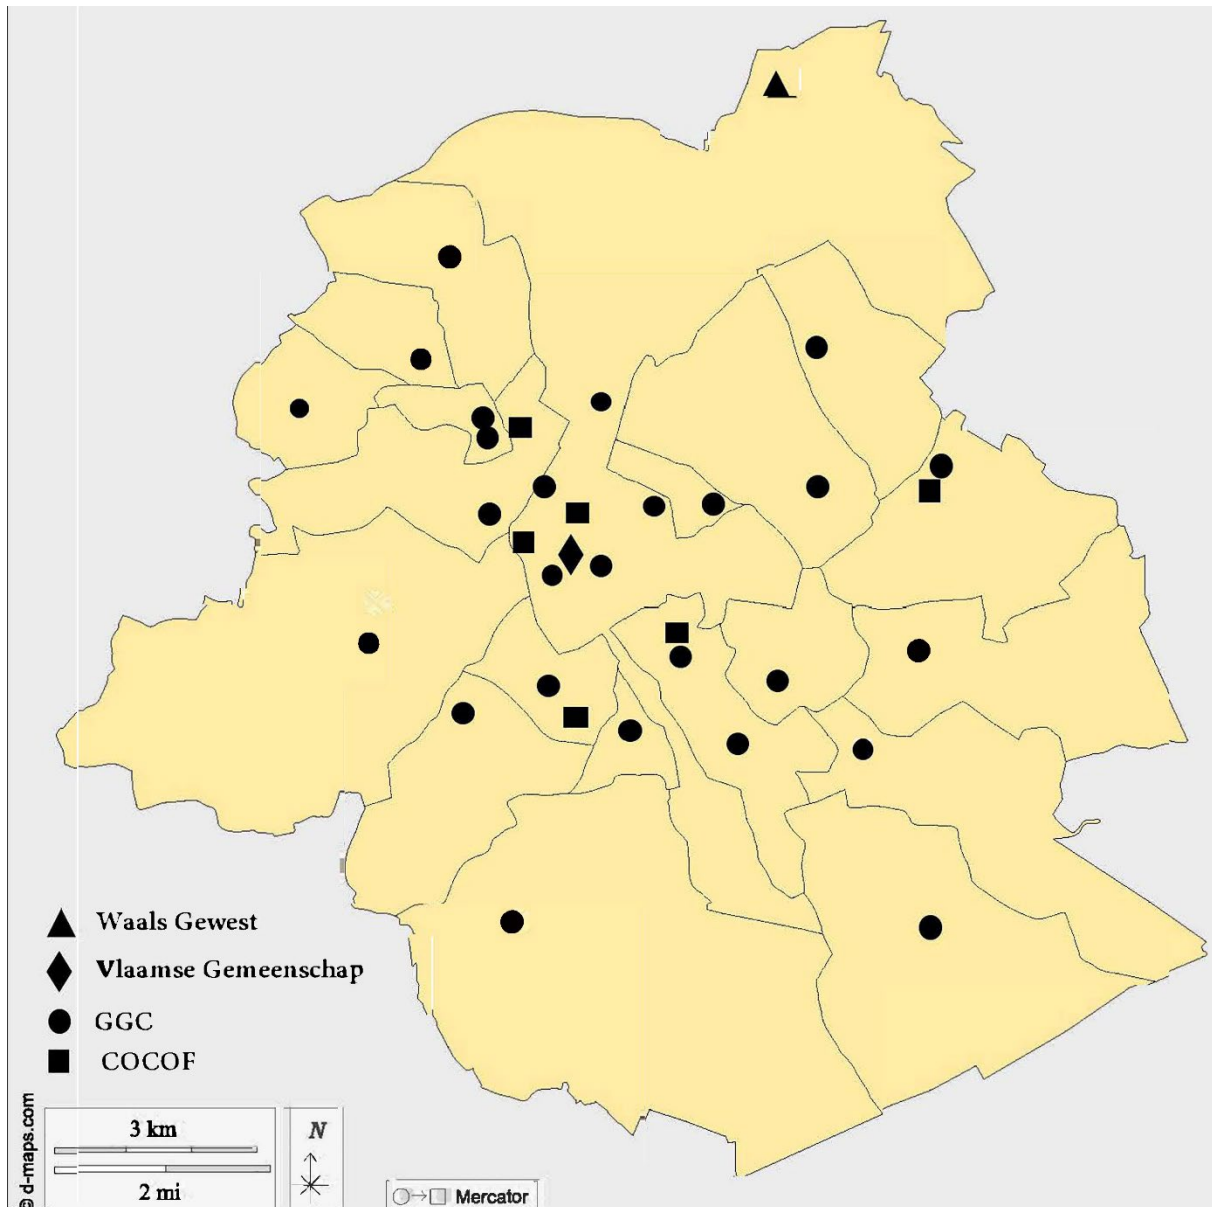 Waals Gewest
Vlaamse Gemeenschap
GGC
COCOF
© d-maps.com
3 km
2 mi
N
Mercator